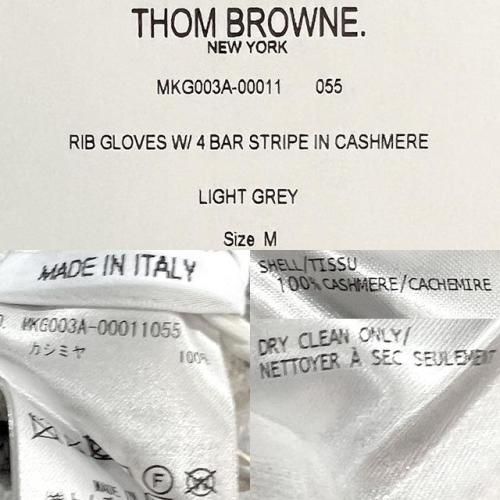 THOM BROWNE.
NEW YORK
MKG003A-00011 055
RIB GLOVES W/ 4 BAR STRIPE IN CASHMERE
LIGHT GREY
Size M
MADE IN ITALY
MKG003A-00011055
カシミヤ 100%
F
MADE IN
SHELL/TISSU
100% CASHMERE/CACHEMIRE
DRY CLEAN ONLY/
NETTOYER À SEC SEULEMENT